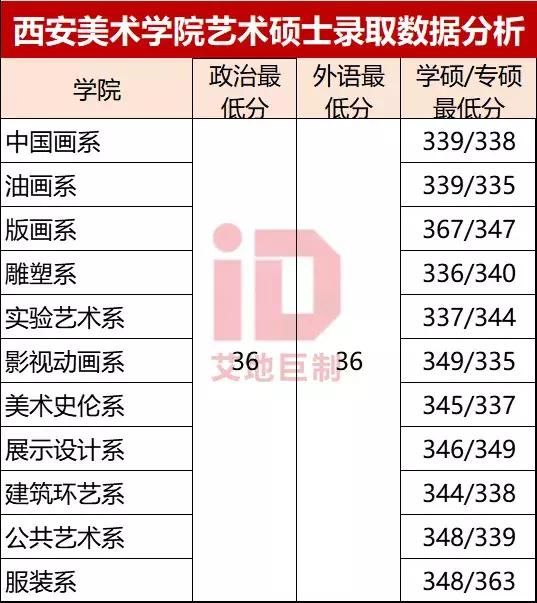 西安美术学院艺术硕士录取数据分析
学院 政治最低分 外语最低分 学硕/专硕最低分
中国画系 339/338
油画系 339/335
版画系 367/347
雕塑系 336/340
实验艺术系 337/344
影视动画系 36 36 349/335
美术史伦系 345/337
展示设计系 346/349
建筑环艺系 344/338
公共艺术系 348/339
服装系 348/363
iD
艾地巨制